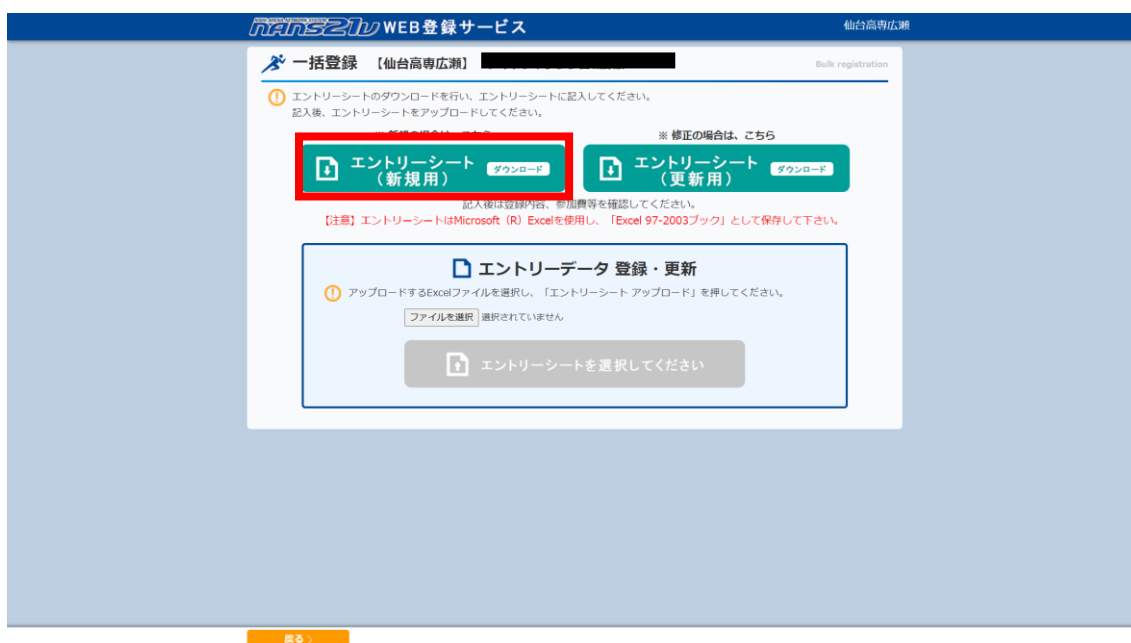 NANS21V WEB登録サービス
仙台高専広瀬
一括登録 【仙台高専広瀬】
Bulk registration
エントリーシートのダウンロードを行い、エントリーシートに記入してください。
記入後、エントリーシートをアップロードしてください。
※ 修正の場合は、こちら
エントリーシート
（新規用）
ダウンロード
エントリーシート
（更新用）
ダウンロード
記入後は登録内容、参加費等を確認してください。
【注意】エントリーシートはMicrosoft（R）Excelを使用し、「Excel 97-2003ブック」として保存して下さい。
エントリーデータ 登録・更新
アップロードするExcelファイルを選択し、「エントリーシート アップロード」を押してください。
ファイルを選択 選択されていません
エントリーシートを選択してください
戻る 〉